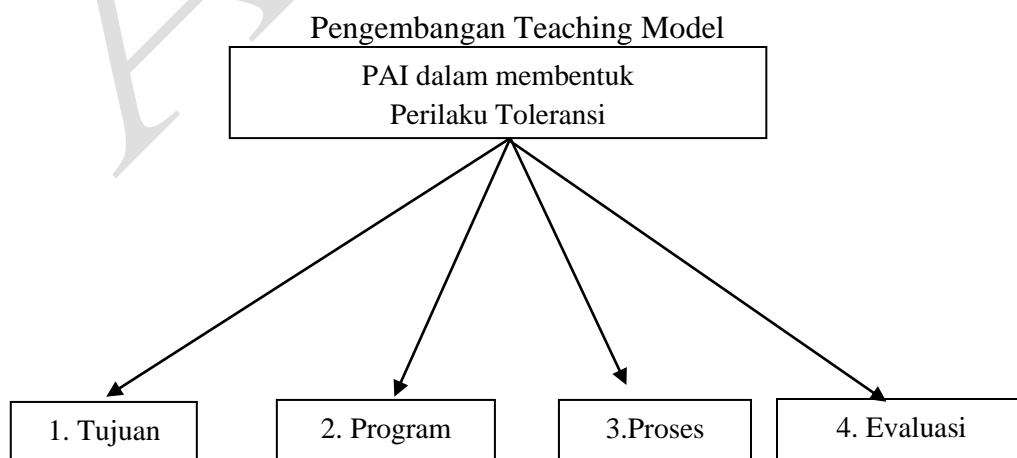 Pengembangan Teaching Model
PAI dalam membentuk
Perilaku Toleransi
1. Tujuan
2. Program
3.Proses
4. Evaluasi